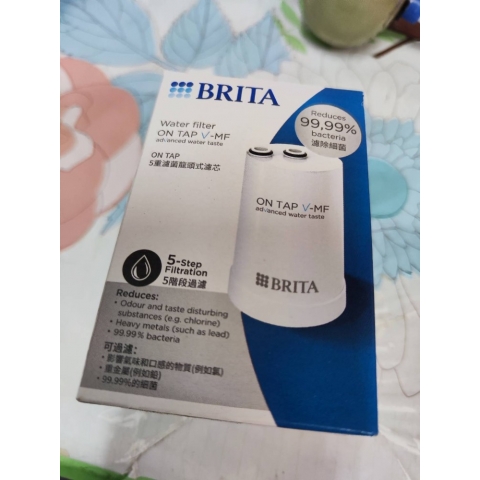 BRITA
Water filter
ON TAP V-MF
advanced water taste
ON TAP
5重濾菌龍頭式濾芯
Reduces
99,99%
bacteria
濾除細菌
ON TAP V-MF
advanced water taste
BRITA
5-Step
Filtration
5階段過濾
Reduces:
• Odour and taste disturbing
substances (e.g. chlorine)
• Heavy metals (such as lead)
• 99.99% bacteria
可過濾:
• 影響氣味和口感的物質(例如氯)
• 重金屬(例如鉛)
• 99.99%的細菌